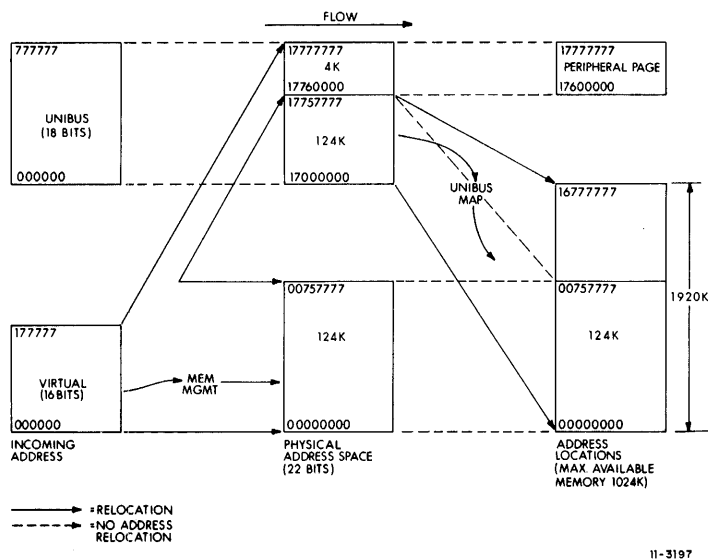 FLOW
777777
UNIBUS
(18 BITS)
000000
177777
VIRTUAL
(16 BITS)
000000
INCOMING
ADDRESS
MEM
MGMT
17777777
4K
17760000
17757777
124K
17000000
00757777
124K
00000000
PHYSICAL
ADDRESS SPACE
(22 BITS)
UNIBUS
MAP
17777777
PERIPHERAL PAGE
17600000
16777777
00757777
124K
00000000
1920K
ADDRESS
LOCATIONS
(MAX. AVAILABLE
MEMORY 1024K)
=RELOCATION
=NO ADDRESS
RELOCATION
11-3197